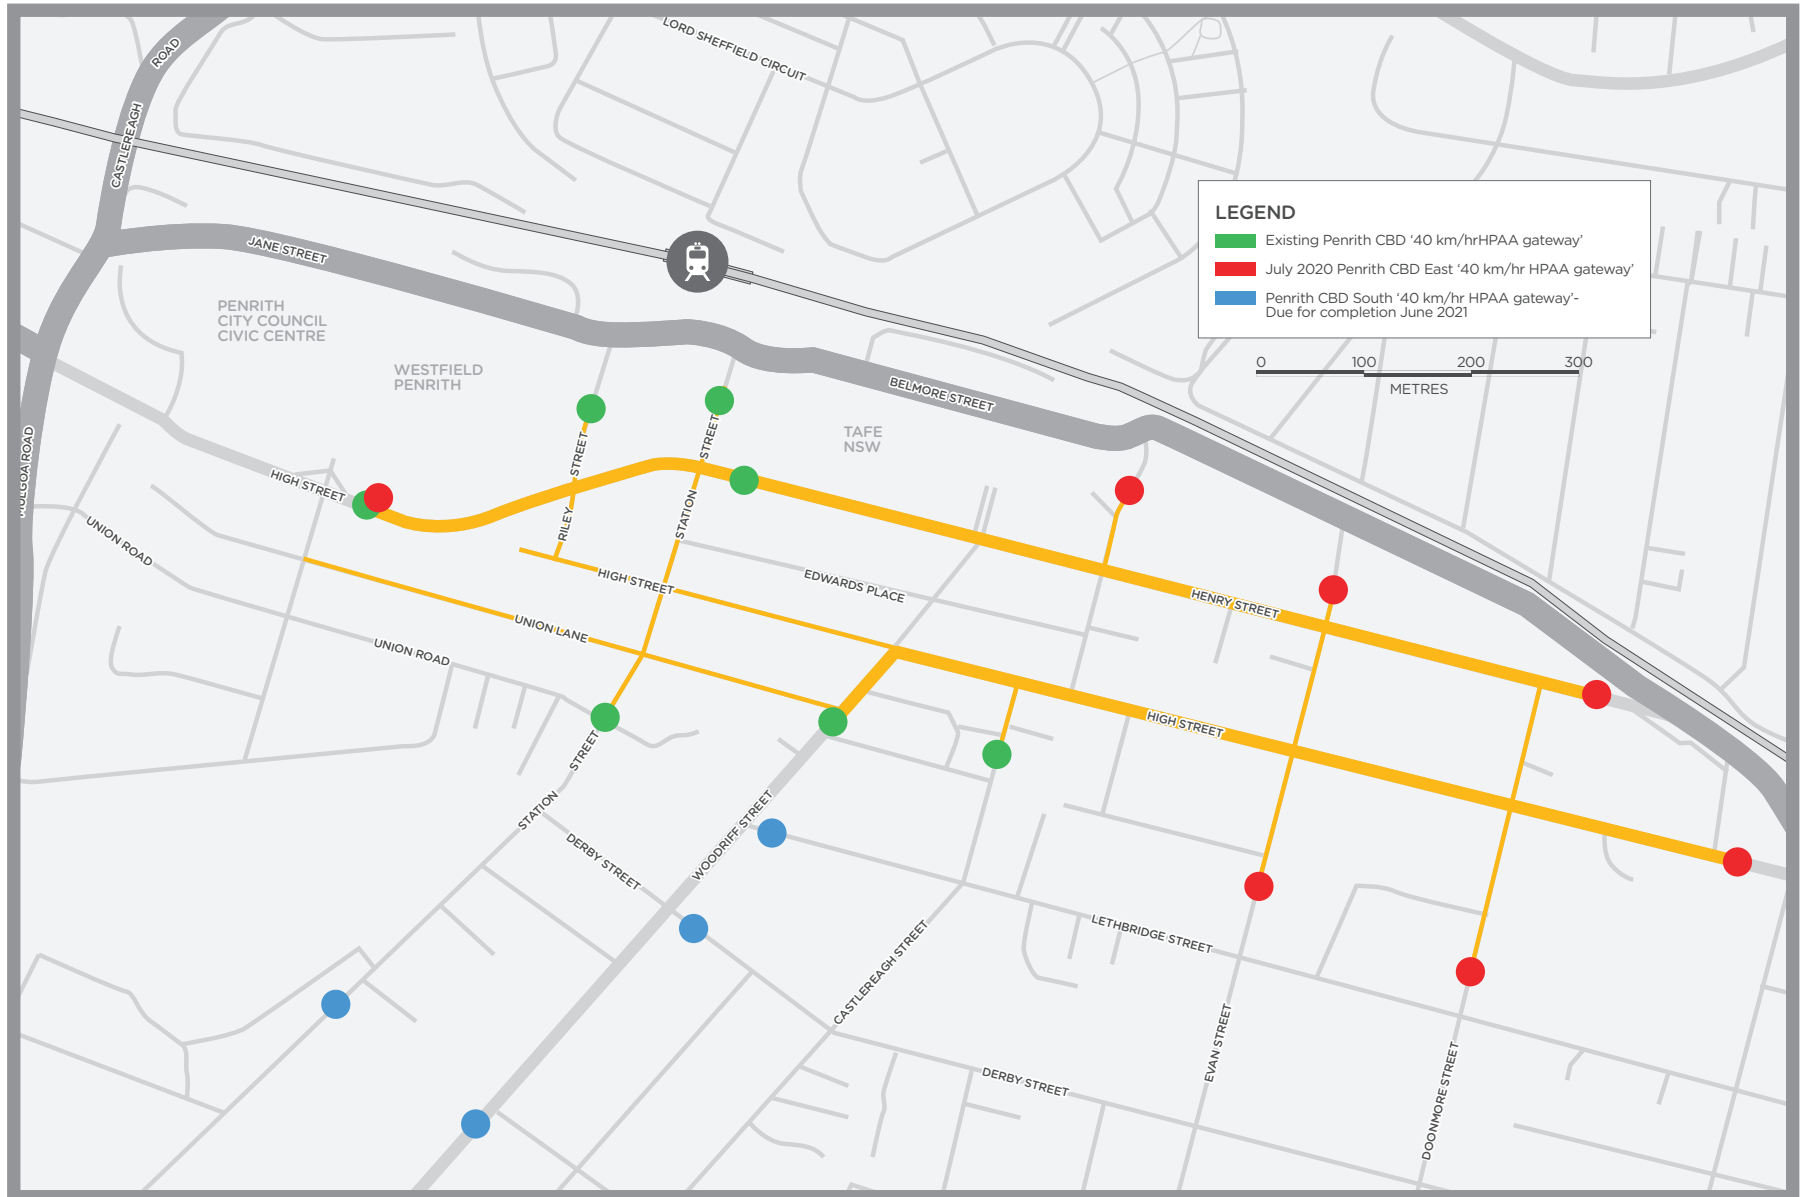 ROAD
CASTLEREAGH
LORD SHEFFIELD CIRCUIT
LEGEND
Existing Penrith CBD ‘40 km/hrHPAA gateway’
July 2020 Penrith CBD East ‘40 km/hr HPAA gateway’
Penrith CBD South ‘40 km/hr HPAA gateway’-
Due for completion June 2021
0 100 200 300
METRES
JANE STREET
PENRITH
CITY COUNCIL
CIVIC CENTRE
WESTFIELD
PENRITH
BELMORE STREET
TAFE
NSW
MULGOA ROAD
HIGH STREET
UNION ROAD
RILEY STREET
STATION STREET
HIGH STREET
EDWARDS PLACE
HENRY STREET
UNION LANE
UNION ROAD
HIGH STREET
STATION STREET
DERBY STREET
WOODRIFF STREET
LETHBRIDGE STREET
CASTLEREAGH STREET
EVAN STREET
DOONMORE STREET
DERBY STREET